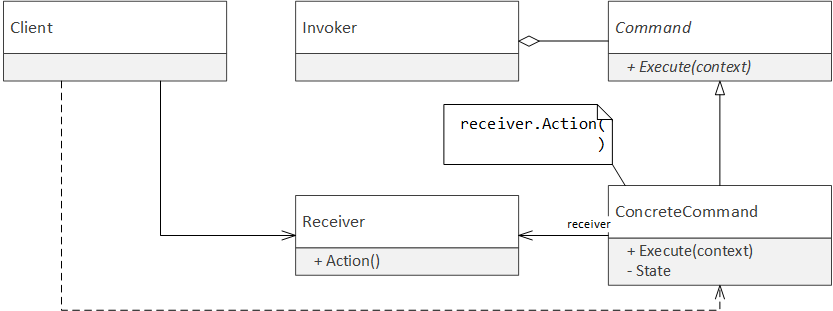 Client
Invoker
Command
+ Execute(context)
receiver.Action(
)
Receiver
+ Action()
receiver
ConcreteCommand
+ Execute(context)
- State